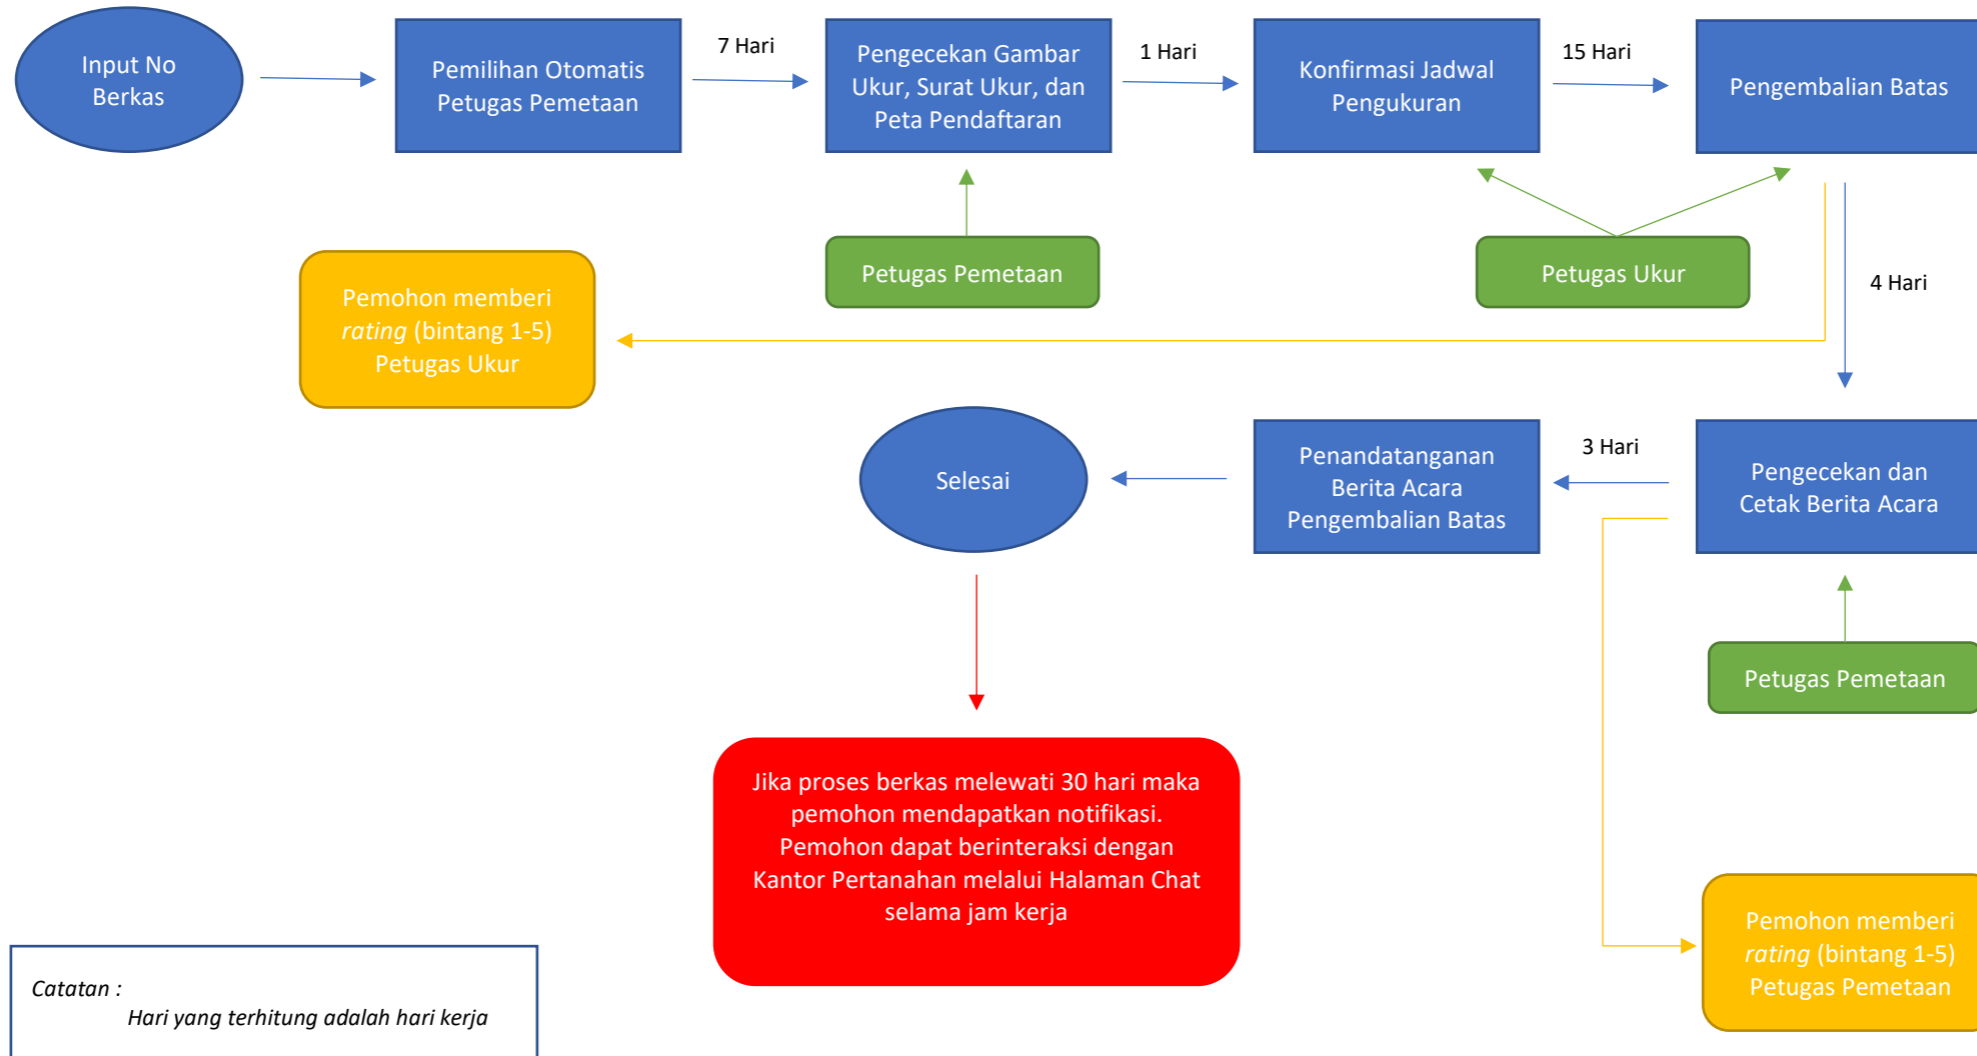 Input No
Berkas
Pemilihan Otomatis
Petugas Pemetaan
7 Hari
Pengecekan Gambar
Ukur, Surat Ukur, dan
Peta Pendaftaran
1 Hari
Konfirmasi Jadwal
Pengukuran
15 Hari
Pengembalian Batas
Petugas Pemetaan
Petugas Ukur
4 Hari
Pemohon memberi
rating (bintang 1-5)
Petugas Ukur
Selesai
Penandatanganan
Berita Acara
Pengembalian Batas
3 Hari
Pengecekan dan
Cetak Berita Acara
Petugas Pemetaan
Jika proses berkas melewati 30 hari maka
pemohon mendapatkan notifikasi.
Pemohon dapat berinteraksi dengan
Kantor Pertanahan melalui Halaman Chat
selama jam kerja
Pemohon memberi
rating (bintang 1-5)
Petugas Pemetaan
Catatan :
Hari yang terhitung adalah hari kerja